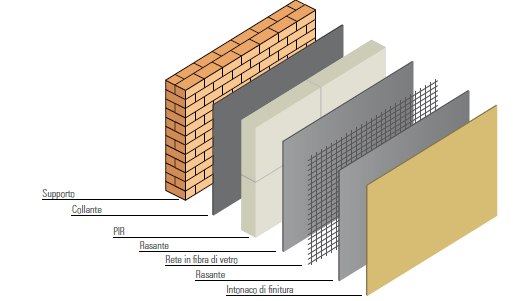 Supporto
Collante
PIR
Rasante
Rete in fibra di vetro
Rasante
Intonaco di finitura